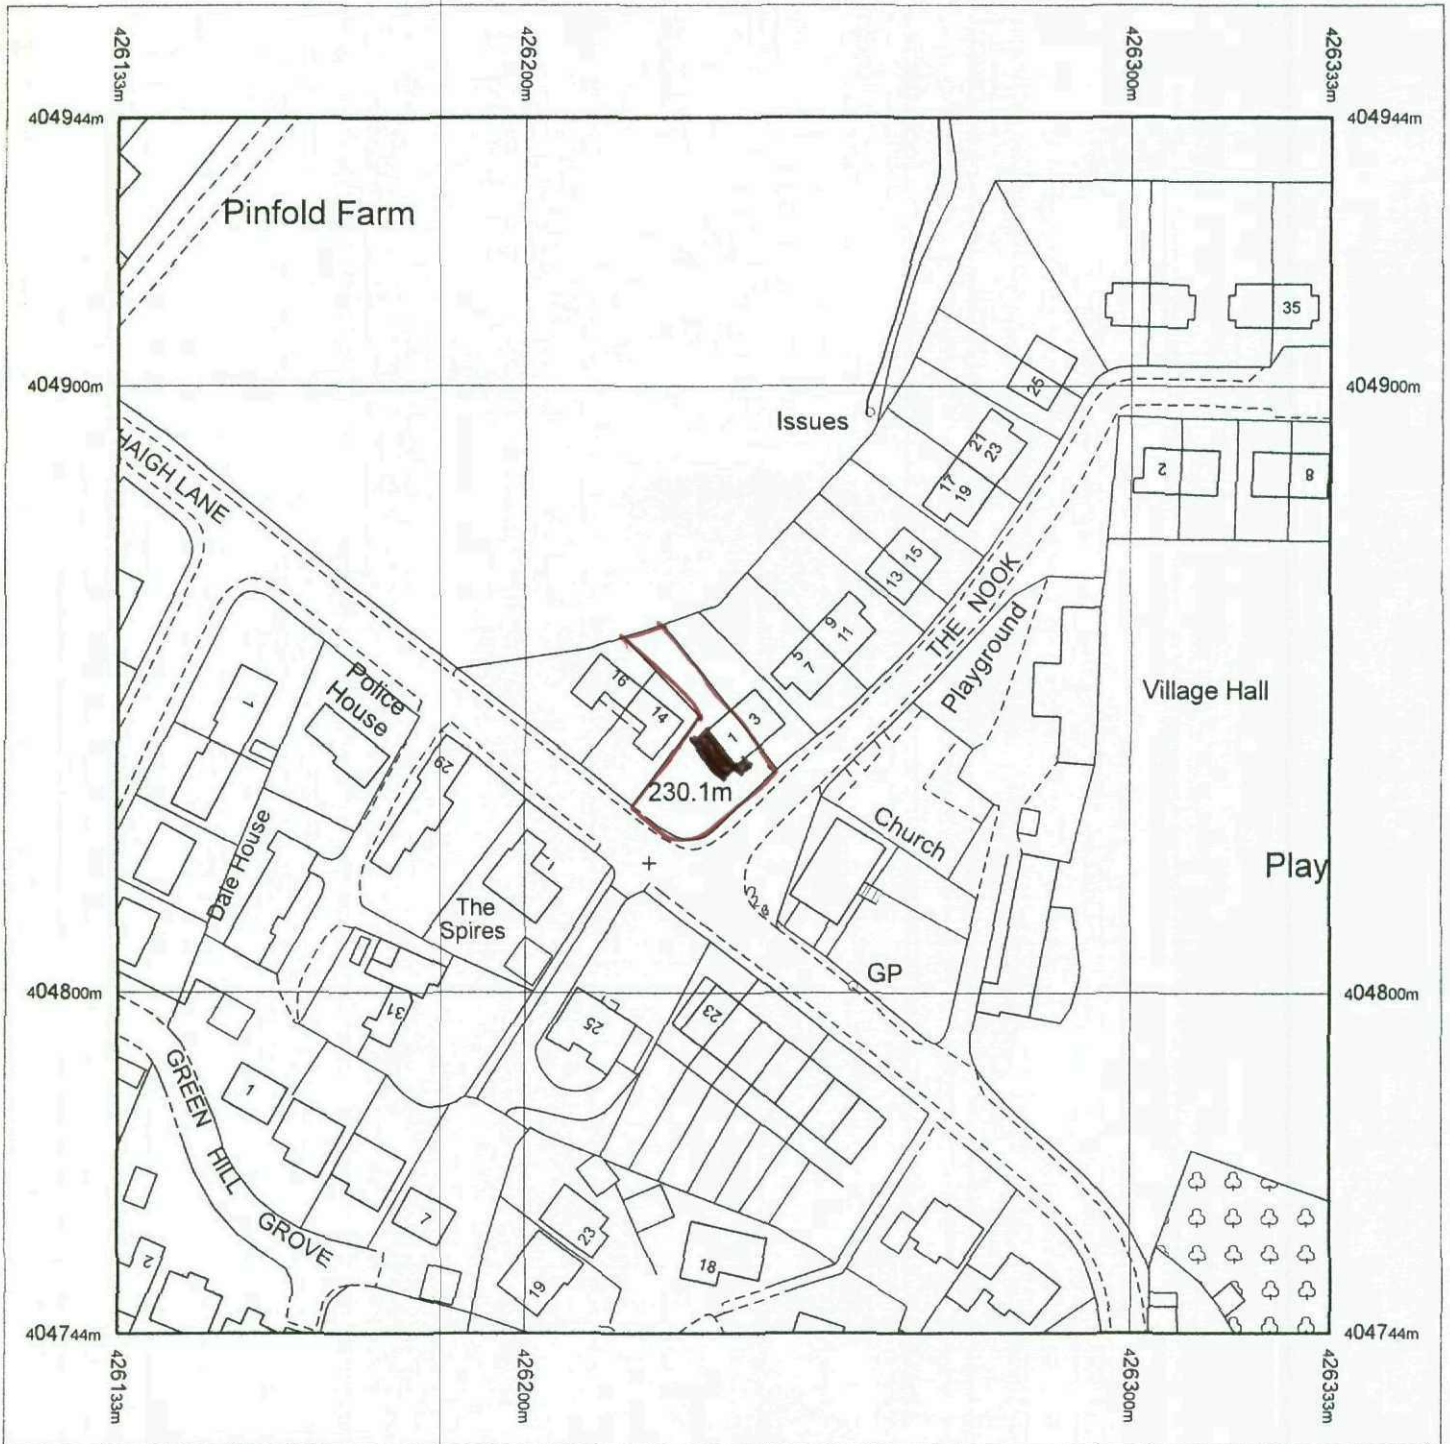 426133m
426200m
426300m
426333m
404944m
404944m
Pinfold Farm
35
25
404900m
404900m
Issues
21
23
2
8
17
19
HAIGH LANE
15
13
THE NOOK
9
11
Playground
5
7
16
Police
House
1
Village Hall
14
3
1
29
230.1m
Church
Dale House
Play
The
Spires
GP
404800m
404800m
31
25
23
GREEN HILL GROVE
1
7
23
19
18
2
404744m
404744m
426133m
426200m
426300m
426333m